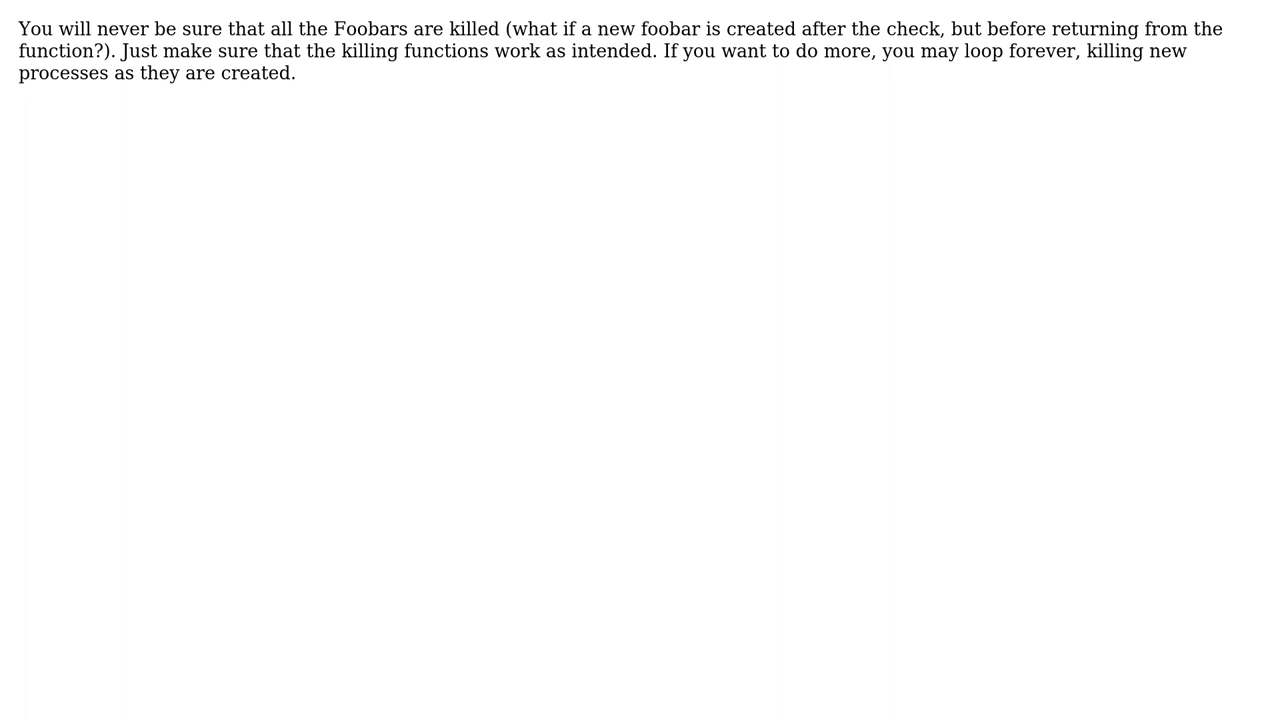 You will never be sure that all the Foobars are killed (what if a new foobar is created after the check, but before returning from the
function?). Just make sure that the killing functions work as intended. If you want to do more, you may loop forever, killing new
processes as they are created.